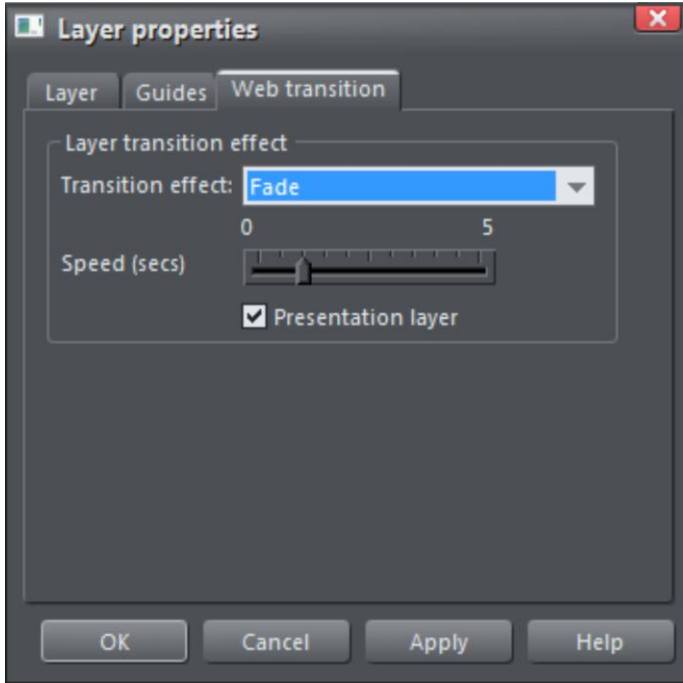 Layer properties
Layer Guides Web transition
Layer transition effect
Transition effect: Fade
0 5
Speed (secs)
Presentation layer
OK Cancel Apply Help